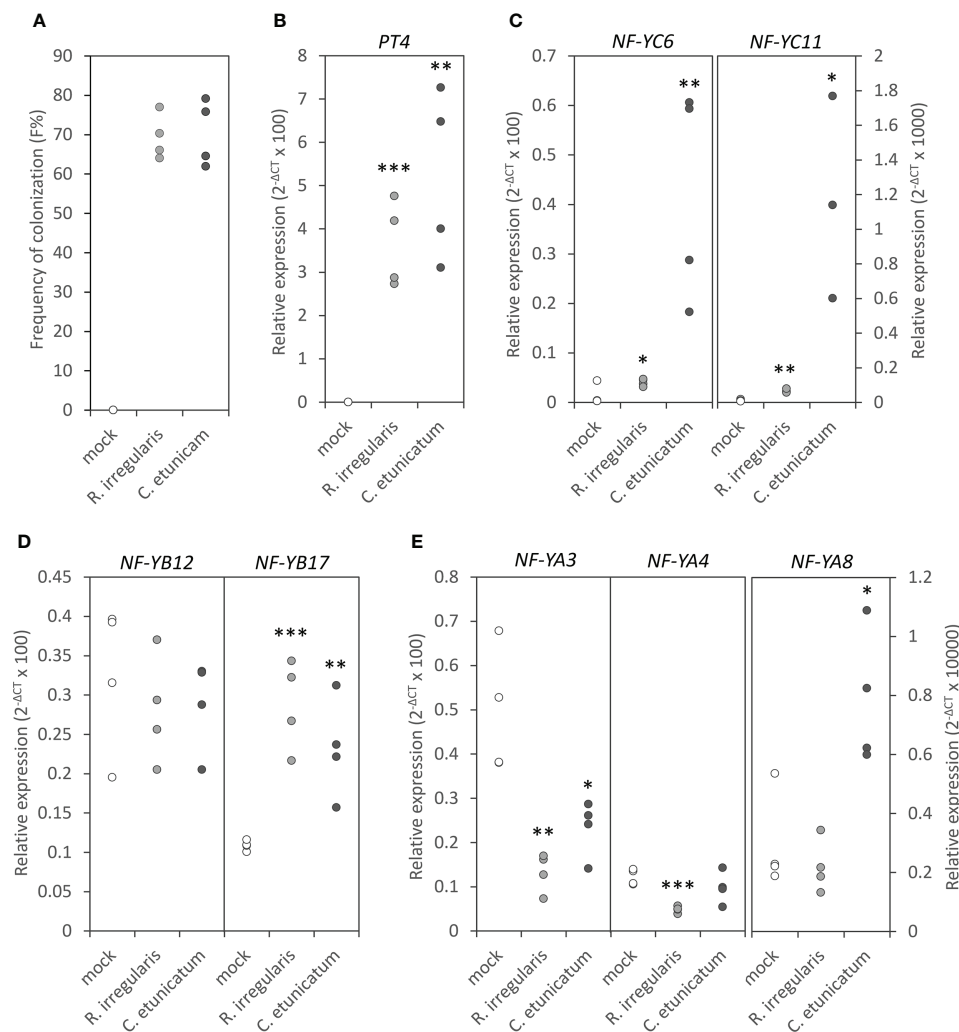 A
Frequency of colonization (F%)
90
80
70
60
50
40
30
20
10
0
mock
R. irregularis
C. etunicam
B
PT4
Relative expression (2-ΔCT x 100)
8
7
6
5
4
3
2
1
0
***
**
mock
R. irregularis
C. etunicatum
C
NF-YC6
NF-YC11
Relative expression (2-ΔCT x 100)
0.7
0.6
0.5
0.4
0.3
0.2
0.1
0
*
**
**
*
2
1.8
1.6
1.4
1.2
1
0.8
0.6
0.4
0.2
0
Relative expression (2-ΔCT x 1000)
mock
R. irregularis
C. etunicatum
mock
R. irregularis
C. etunicatum
D
NF-YB12
NF-YB17
Relative expression (2-ΔCT x 100)
0.45
0.4
0.35
0.3
0.25
0.2
0.15
0.1
0.05
0
***
**
mock
R. irregularis
C. etunicatum
mock
R. irregularis
C. etunicatum
E
NF-YA3
NF-YA4
NF-YA8
Relative expression (2-ΔCT x 100)
0.8
0.7
0.6
0.5
0.4
0.3
0.2
0.1
0
**
*
***
*
1.2
1
0.8
0.6
0.4
0.2
0
Relative expression (2-ΔCT x 10000)
mock
R. irregularis
C. etunicatum
mock
R. irregularis
C. etunicatum
mock
R. irregularis
C. etunicatum